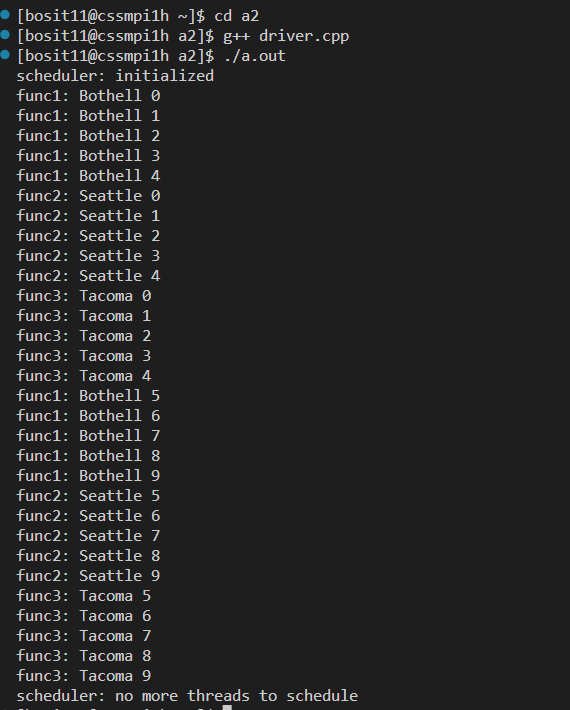 [bosit11@cssmpi1h ~]$ cd a2
[bosit11@cssmpi1h a2]$ g++ driver.cpp
[bosit11@cssmpi1h a2]$ ./a.out
scheduler: initialized
func1: Bothell 0
func1: Bothell 1
func1: Bothell 2
func1: Bothell 3
func1: Bothell 4
func2: Seattle 0
func2: Seattle 1
func2: Seattle 2
func2: Seattle 3
func2: Seattle 4
func3: Tacoma 0
func3: Tacoma 1
func3: Tacoma 2
func3: Tacoma 3
func3: Tacoma 4
func1: Bothell 5
func1: Bothell 6
func1: Bothell 7
func1: Bothell 8
func1: Bothell 9
func2: Seattle 5
func2: Seattle 6
func2: Seattle 7
func2: Seattle 8
func2: Seattle 9
func3: Tacoma 5
func3: Tacoma 6
func3: Tacoma 7
func3: Tacoma 8
func3: Tacoma 9
scheduler: no more threads to schedule